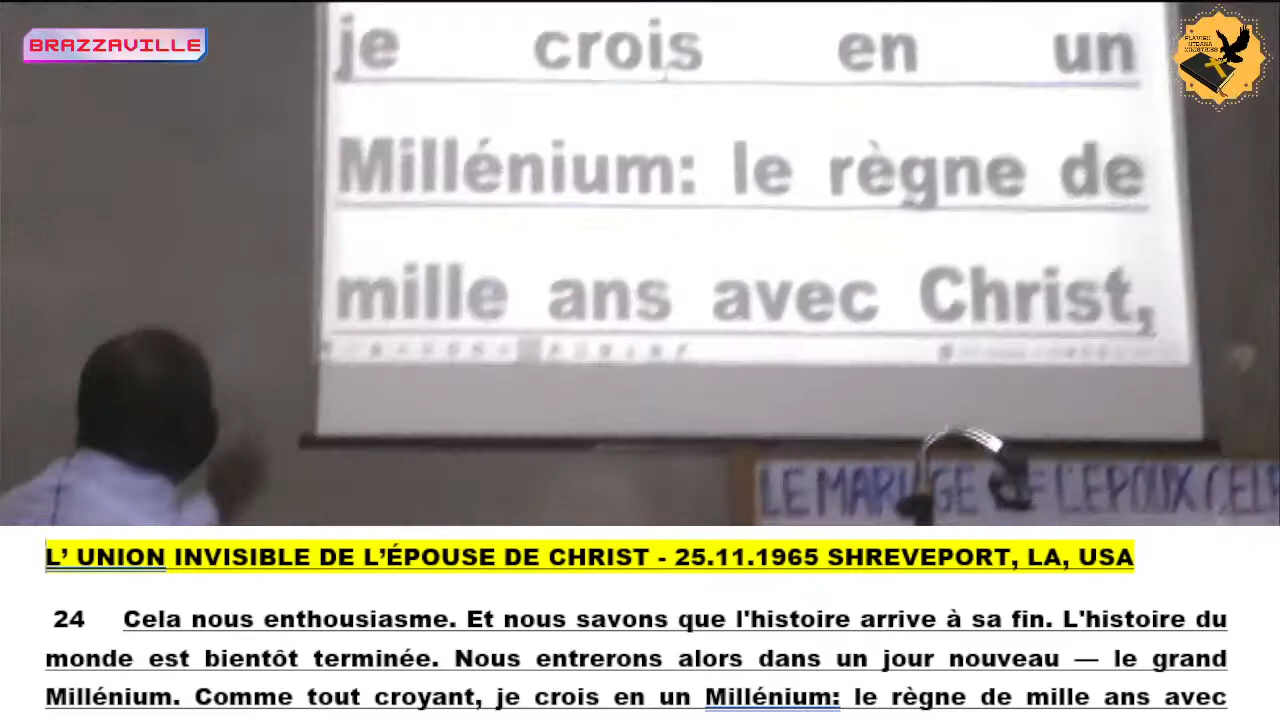 BRAZZAVILLE
FLAVIEN
NTBANA
MINISTRIES
je crois en un
Millénium: le règne de
mille ans avec Christ,
L' UNION INVISIBLE DE L'ÉPOUSE DE CHRIST - 25.11.1965 SHREVEPORT, LA, USA
24 Cela nous enthousiasme. Et nous savons que l'histoire arrive à sa fin. L'histoire du
monde est bientôt terminée. Nous entrerons alors dans un jour nouveau — le grand
Millénium. Comme tout croyant, je crois en un Millénium: le règne de mille ans avec